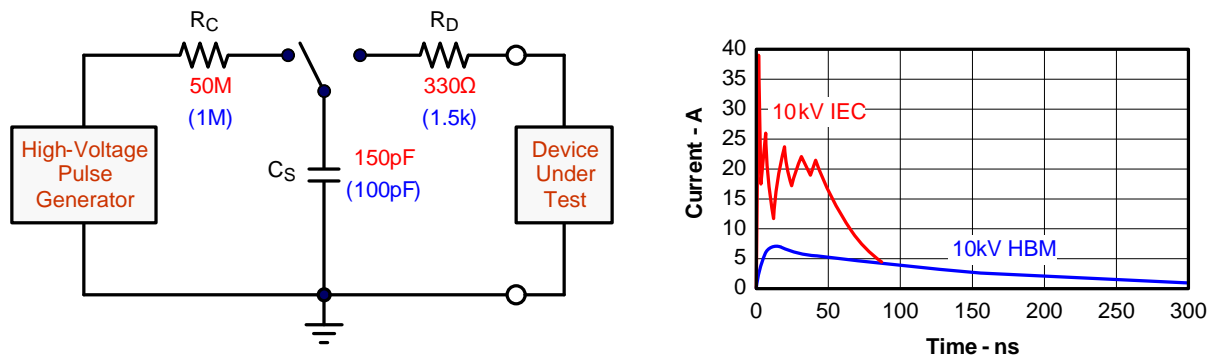 R_C
50M
(1M)
R_D
330Ω
(1.5k)
High-Voltage
Pulse
Generator
C_S
150pF
(100pF)
Device
Under
Test
Current - A
40
35
30
25
20
15
10
5
0
10kV IEC
10kV HBM
0
50
100
150
200
250
300
Time - ns